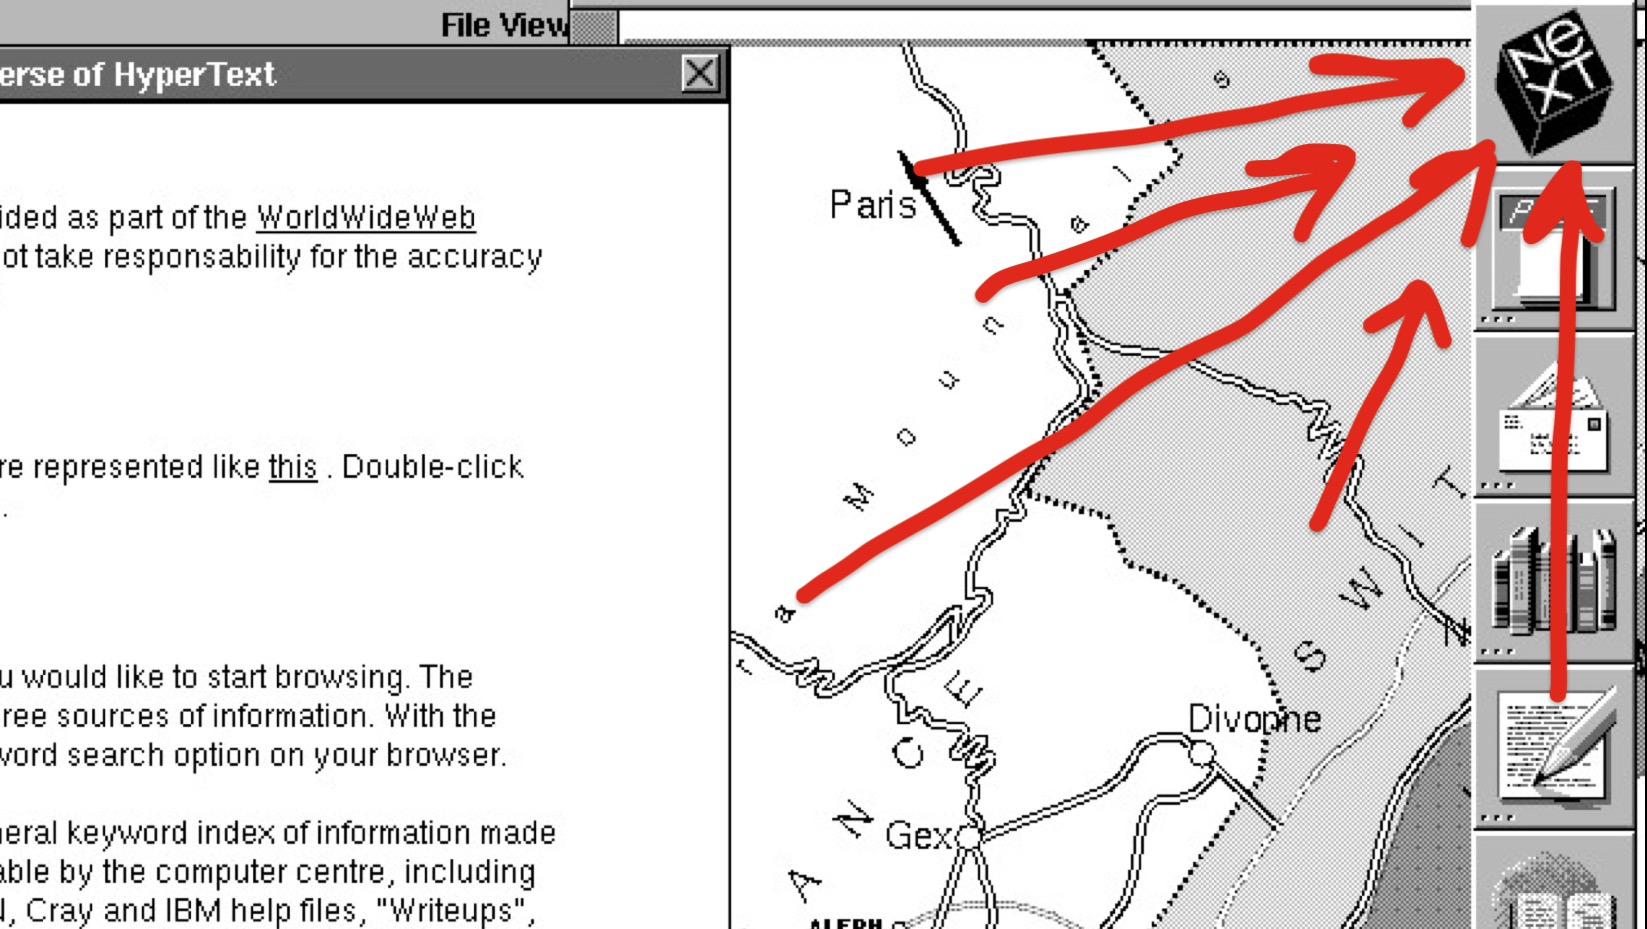 File View
erse of HyperText
ided as part of the WorldWideWeb
ot take responsability for the accuracy
re represented like this . Double-click
.
u would like to start browsing. The
ree sources of information. With the
word search option on your browser.
neral keyword index of information made
able by the computer centre, including
, Cray and IBM help files, "Writeups",
Paris
r a M o u n
a l s
S W I T
A N C E
Divonne
Gex
ALEPH
NeXT